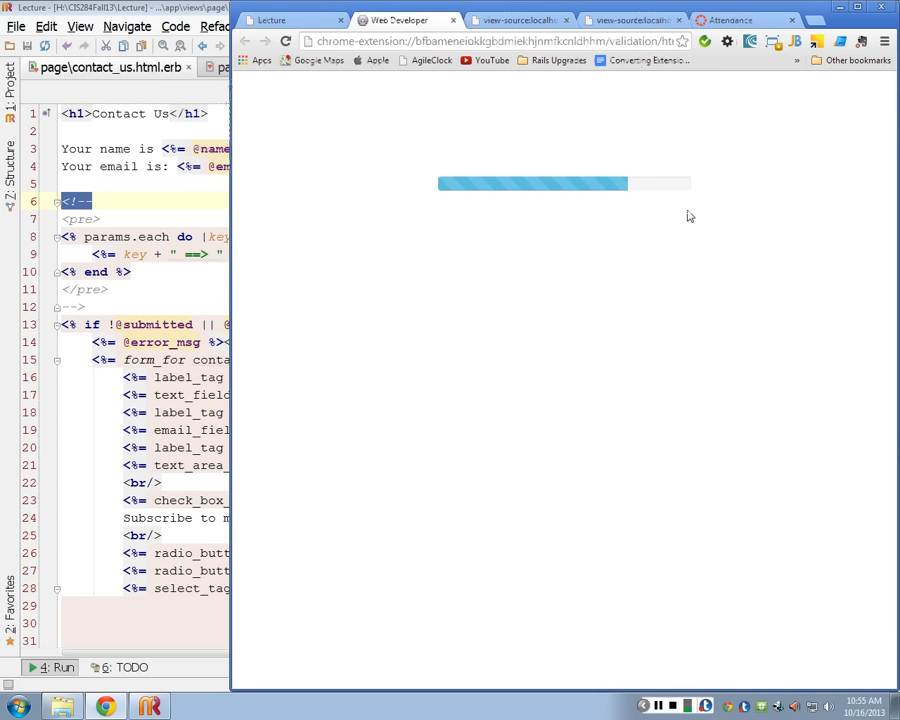 Lecture - [H:\CIS284Fall13\Lecture] - ...\app\views\page\
File Edit View Navigate Code Refa
page\contact_us.html.erb pa
1: Project
Z: Structure
2: Favorites
1 <h1>Contact Us</h1>
2
3 Your name is <%= @name
4 Your email is: <%= @em
5
6 <!--
7 <pre>
8 <% params.each do |key
9 <%= key + " ==> "
10 <% end %>
11 </pre>
12 -->
13 <% if !@submitted || @
14 <%= @error_msg %><
15 <%= form_for conta
16 <%= label_tag
17 <%= text_field
18 <%= label_tag
19 <%= email_fiel
20 <%= label_tag
21 <%= text_area_
22 <br/>
23 <%= check_box_
24 Subscribe to m
25 <br/>
26 <%= radio_butt
27 <%= radio_butt
28 <%= select_tag
29
30
31
4: Run 6: TODO
Lecture Web Developer view-source:localho view-source:localho Attendance
chrome-extension://bfbameneiokkgbdmiekhjnmfkcnldhhm/validation/ht
Apps Google Maps Apple AgileClock YouTube Rails Upgrades Converting Extensio... » Other bookmarks
10:55 AM
10/16/2013